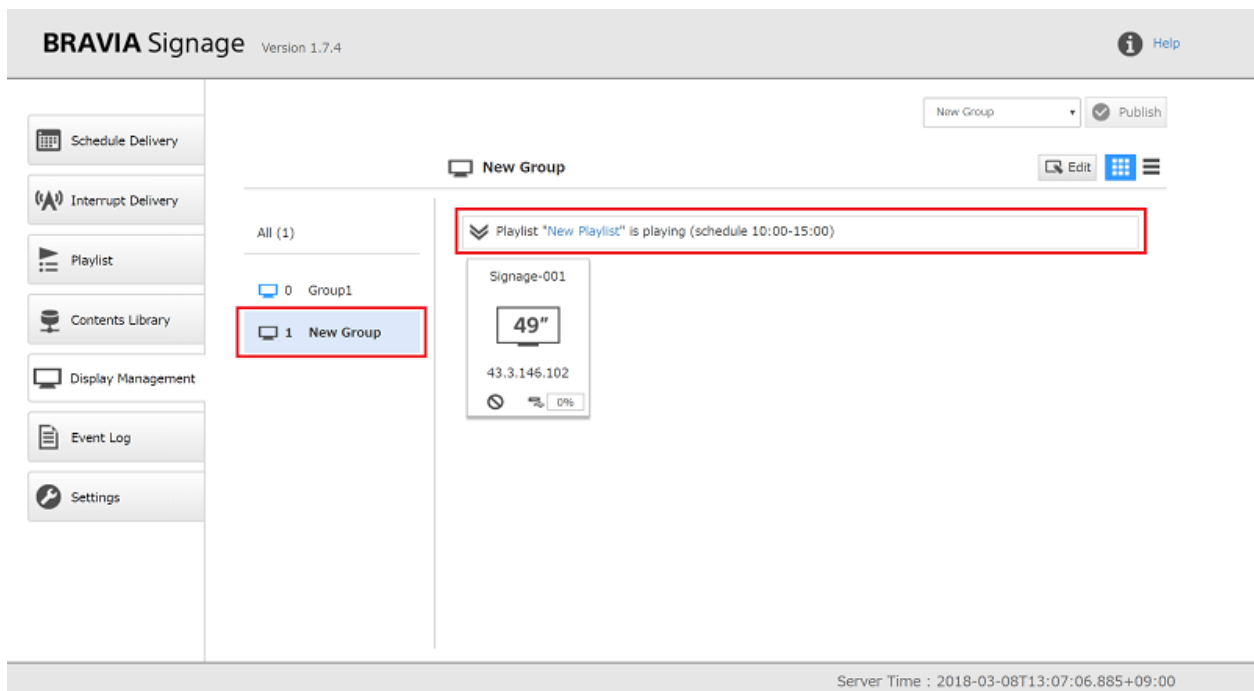 BRAVIA Signage Version 1.7.4
Help
New Group
Publish
Schedule Delivery
Interrupt Delivery
Playlist
Contents Library
Display Management
Event Log
Settings
New Group
Edit
All (1)
0 Group1
1 New Group
Playlist "New Playlist" is playing (schedule 10:00-15:00)
Signage-001
49"
43.3.146.102
0%
Server Time : 2018-03-08T13:07:06.885+09:00